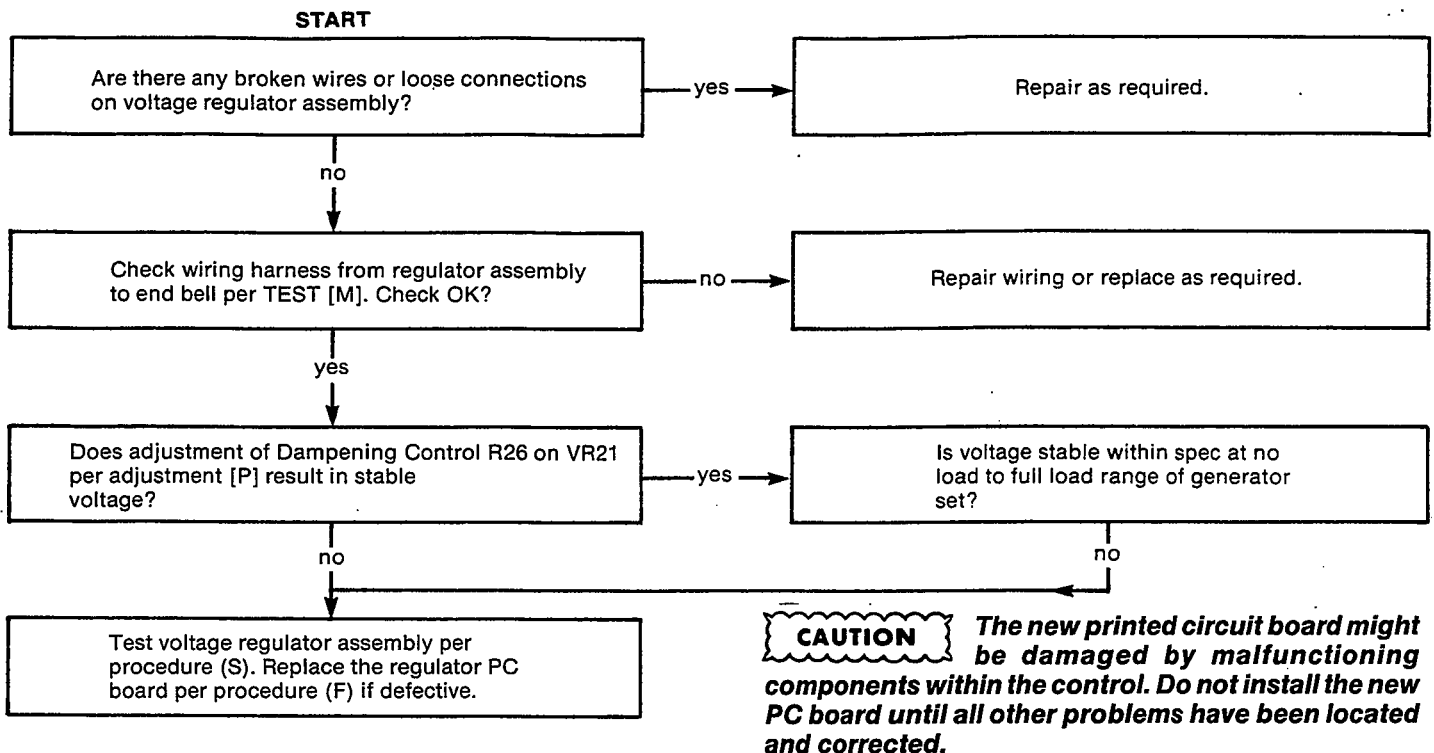 START
Are there any broken wires or loose connections
on voltage regulator assembly?
yes
Repair as required.
no
Check wiring harness from regulator assembly
to end bell per TEST [M]. Check OK?
no
Repair wiring or replace as required.
yes
Does adjustment of Dampening Control R26 on VR21
per adjustment [P] result in stable
voltage?
yes
Is voltage stable within spec at no
load to full load range of generator
set?
no
no
Test voltage regulator assembly per
procedure (S). Replace the regulator PC
board per procedure (F) if defective.
CAUTION The new printed circuit board might
be damaged by malfunctioning
components within the control. Do not install the new
PC board until all other problems have been located
and corrected.